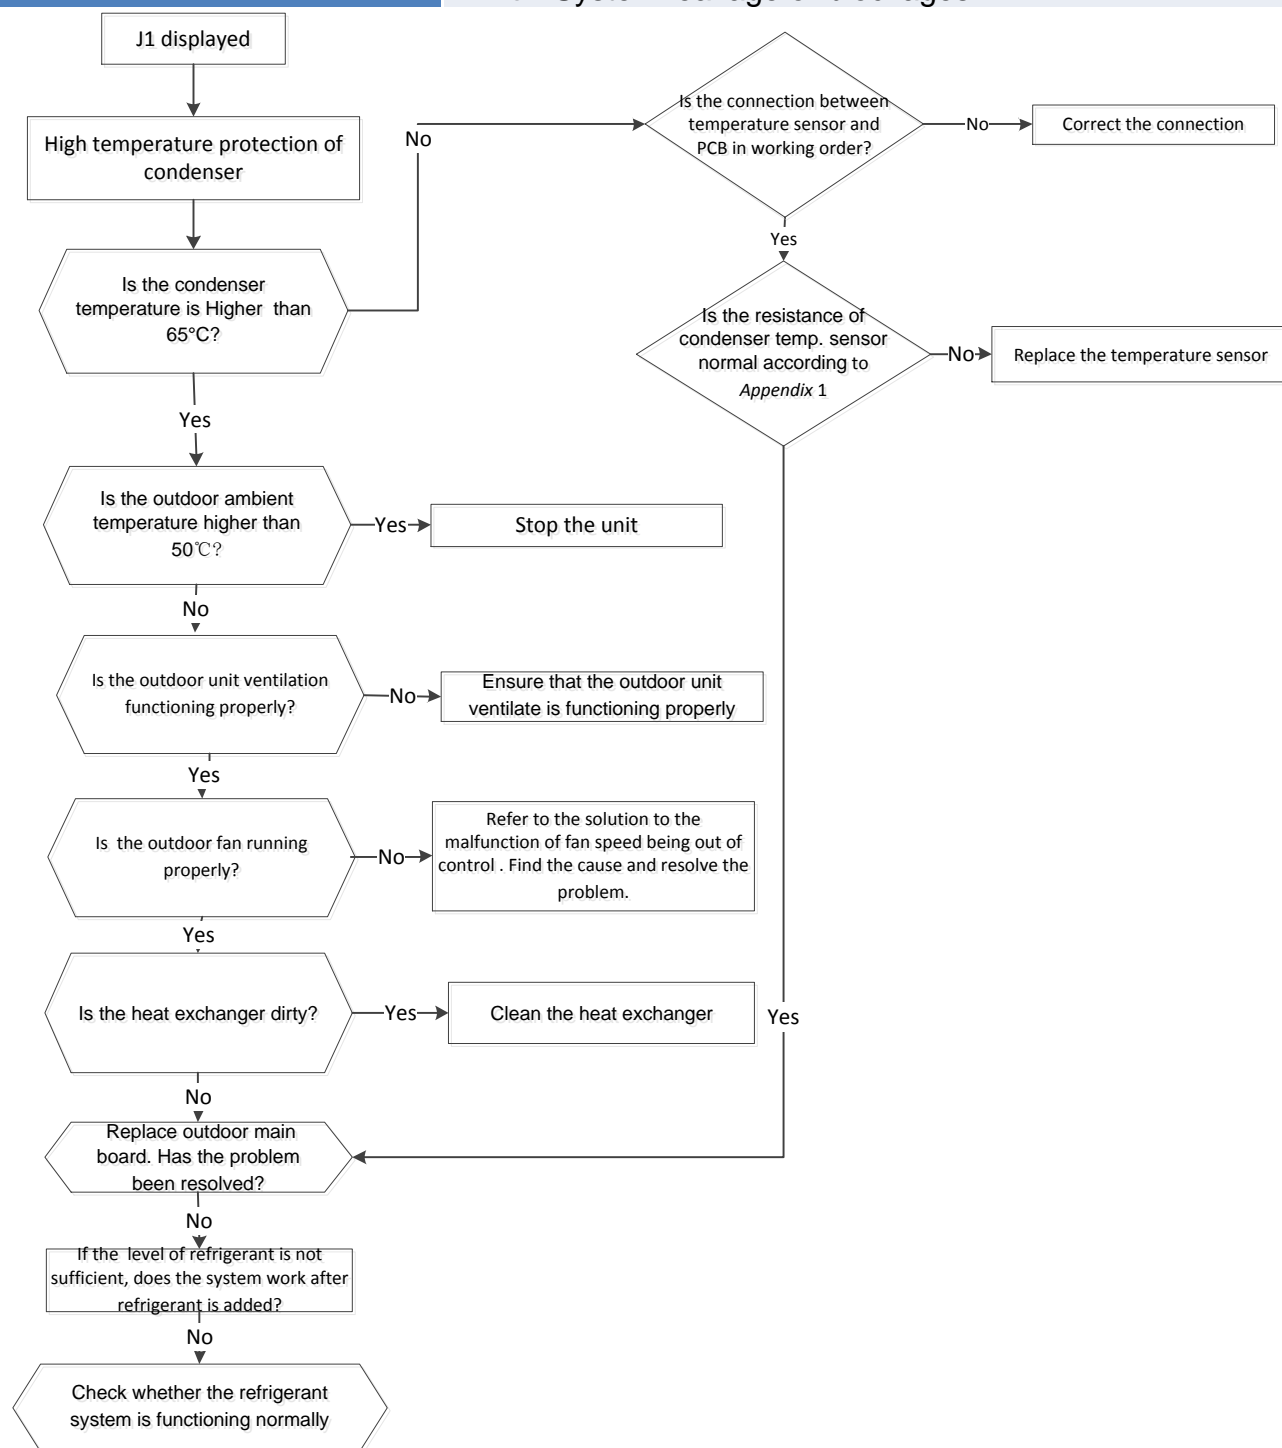 J1 displayed
High temperature protection of
condenser
Is the condenser
temperature is Higher than
65°C?
No
Is the connection between
temperature sensor and
PCB in working order?
No
Correct the connection
Yes
Is the resistance of
condenser temp. sensor
normal according to
Appendix 1
No
Replace the temperature sensor
Yes
Yes
Is the outdoor ambient
temperature higher than
50℃?
Yes
Stop the unit
No
Is the outdoor unit ventilation
functioning properly?
No
Ensure that the outdoor unit
ventilate is functioning properly
Yes
Is the outdoor fan running
properly?
No
Refer to the solution to the
malfunction of fan speed being out of
control . Find the cause and resolve the
problem.
Yes
Is the heat exchanger dirty?
Yes
Clean the heat exchanger
No
Replace outdoor main
board. Has the problem
been resolved?
No
If the level of refrigerant is not
sufficient, does the system work after
refrigerant is added?
No
Check whether the refrigerant
system is functioning normally